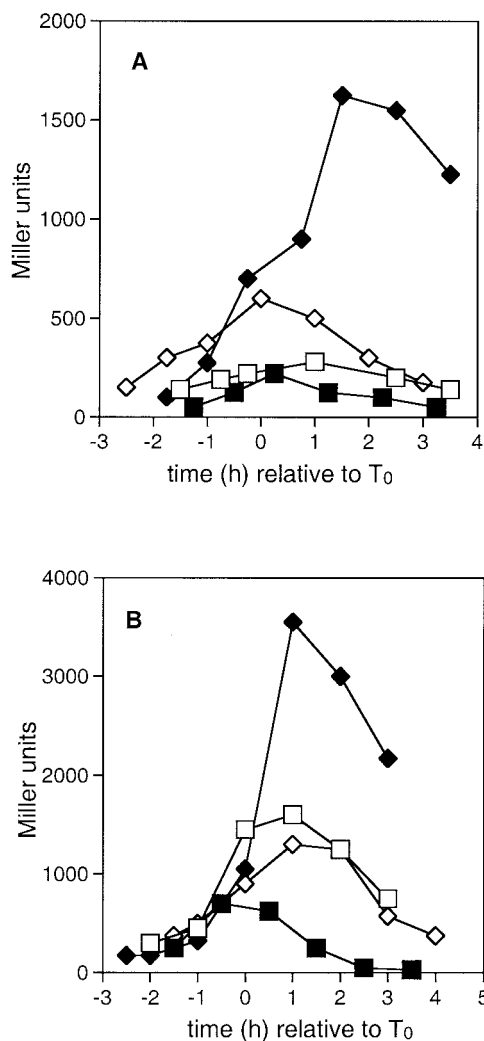 2000
A
1500
Miller units
1000
500
0
-3 -2 -1 0 1 2 3 4
time (h) relative to T0
4000
B
3000
Miller units
2000
1000
0
-3 -2 -1 0 1 2 3 4 5
time (h) relative to T0